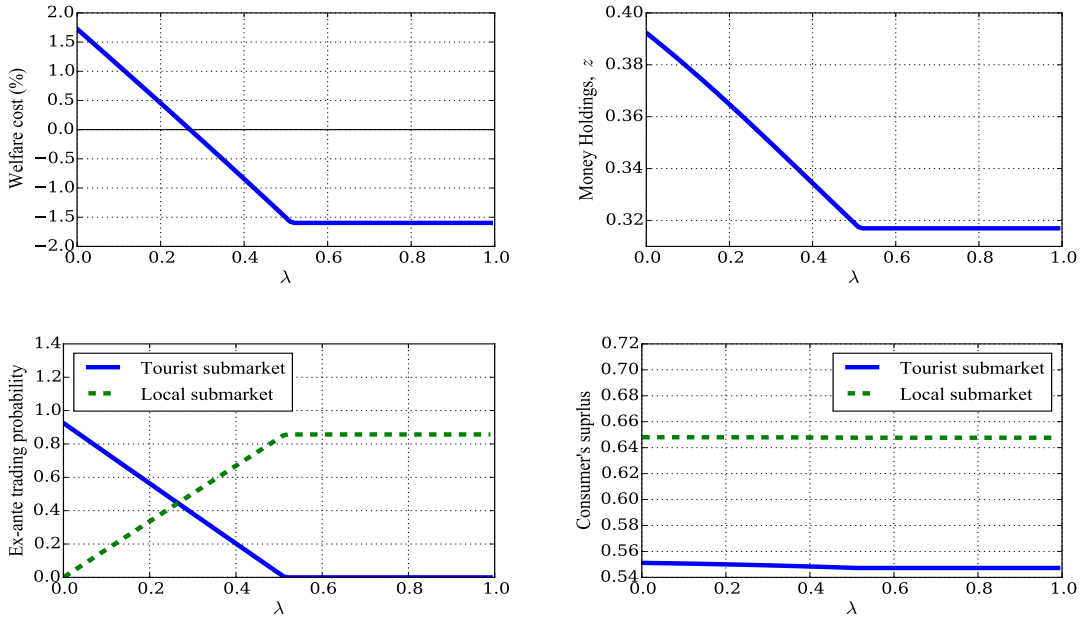 Welfare cost (%)
2.0
1.5
1.0
0.5
0.0
−0.5
−1.0
−1.5
−2.0
0.0 0.2 0.4 0.6 0.8 1.0
λ
Money Holdings, z
0.40
0.38
0.36
0.34
0.32
0.0 0.2 0.4 0.6 0.8 1.0
λ
Ex-ante trading probability
1.4
1.2
1.0
0.8
0.6
0.4
0.2
0.0
Tourist submarket
Local submarket
0.0 0.2 0.4 0.6 0.8 1.0
λ
Consumer's suprlus
0.72
0.70
0.68
0.66
0.64
0.62
0.60
0.58
0.56
0.54
Tourist submarket
Local submarket
0.0 0.2 0.4 0.6 0.8 1.0
λ